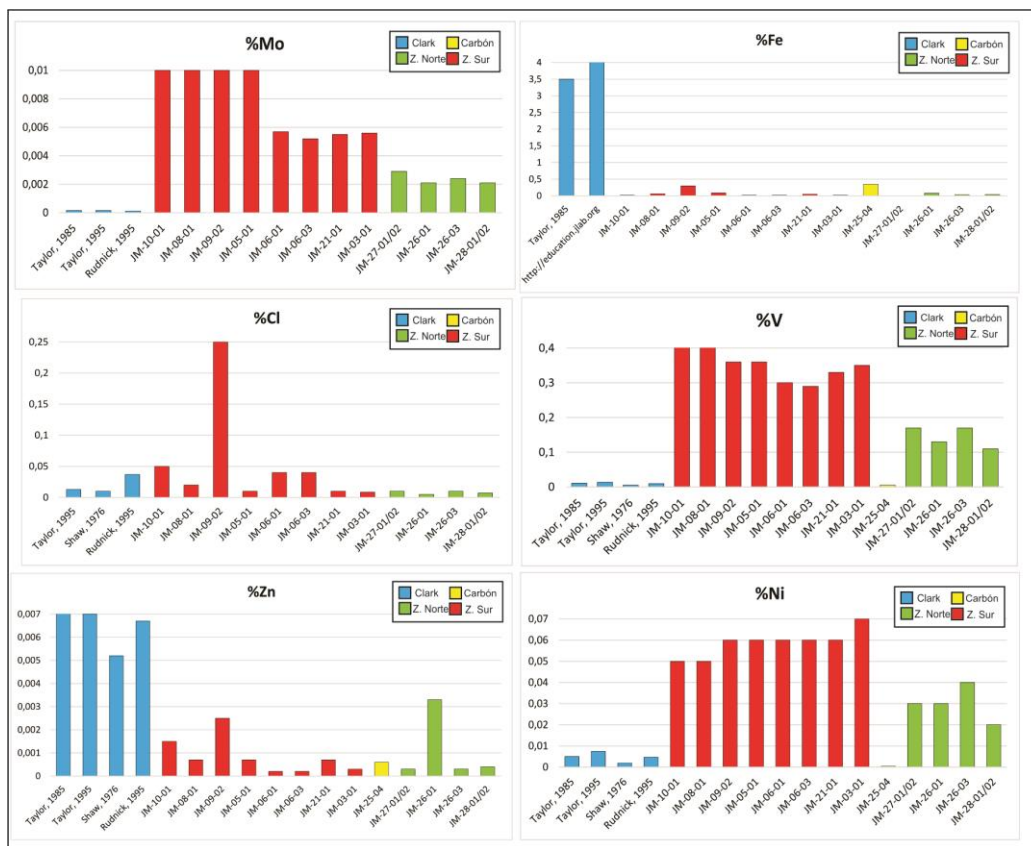 %Mo
Clark
Carbón
Z. Norte
Z. Sur
0,01
0,008
0,006
0,004
0,002
0
Taylor, 1985
Taylor, 1995
Rudnick, 1995
JM-10-01
JM-08-01
JM-09-02
JM-05-01
JM-06-01
JM-06-03
JM-21-01
JM-03-01
JM-27-01/02
JM-26-01
JM-26-03
JM-28-01/02
%Fe
Clark
Carbón
Z. Norte
Z. Sur
4
3,5
3
2,5
2
1,5
1
0,5
0
Taylor, 1985
http://education.jlab.org
JM-10-01
JM-08-01
JM-09-02
JM-05-01
JM-06-01
JM-06-03
JM-21-01
JM-03-01
JM-25-04
JM-27-01/02
JM-26-01
JM-26-03
JM-28-01/02
%Cl
Clark
Carbón
Z. Norte
Z. Sur
0,25
0,2
0,15
0,1
0,05
0
Taylor, 1995
Shaw, 1976
Rudnick, 1995
JM-10-01
JM-08-01
JM-09-02
JM-05-01
JM-06-01
JM-06-03
JM-21-01
JM-03-01
JM-27-01/02
JM-26-01
JM-26-03
JM-28-01/02
%V
Clark
Carbón
Z. Norte
Z. Sur
0,4
0,3
0,2
0,1
0
Taylor, 1985
Taylor, 1995
Shaw, 1976
Rudnick, 1995
JM-10-01
JM-08-01
JM-09-02
JM-05-01
JM-06-01
JM-06-03
JM-21-01
JM-03-01
JM-25-04
JM-27-01/02
JM-26-01
JM-26-03
JM-28-01/02
%Zn
Clark
Carbón
Z. Norte
Z. Sur
0,007
0,006
0,005
0,004
0,003
0,002
0,001
0
Taylor, 1985
Taylor, 1995
Shaw, 1976
Rudnick, 1995
JM-10-01
JM-08-01
JM-09-02
JM-05-01
JM-06-01
JM-06-03
JM-21-01
JM-03-01
JM-25-04
JM-27-01/02
JM-26-01
JM-26-03
JM-28-01/02
%Ni
Clark
Carbón
Z. Norte
Z. Sur
0,07
0,06
0,05
0,04
0,03
0,02
0,01
0
Taylor, 1985
Taylor, 1995
Shaw, 1976
Rudnick, 1995
JM-10-01
JM-08-01
JM-09-02
JM-05-01
JM-06-01
JM-06-03
JM-21-01
JM-03-01
JM-25-04
JM-27-01/02
JM-26-01
JM-26-03
JM-28-01/02